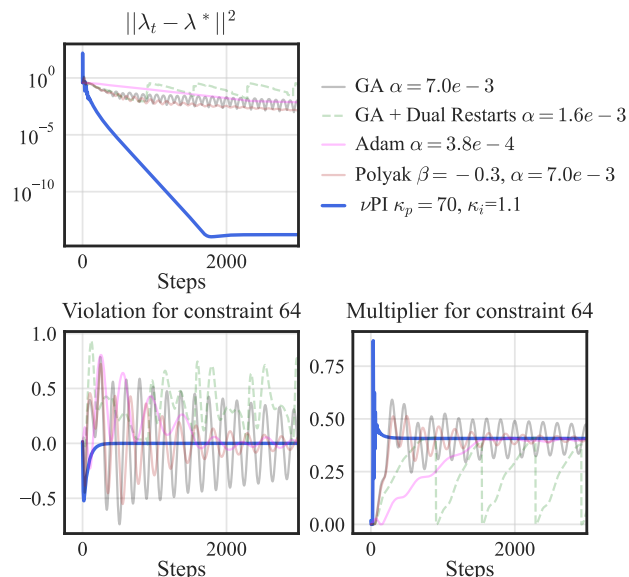 ||λ_t − λ*||²
10⁰
10⁻⁵
10⁻¹⁰
0
2000
Steps
GA α = 7.0e − 3
GA + Dual Restarts α = 1.6e − 3
Adam α = 3.8e − 4
Polyak β = − 0.3, α = 7.0e − 3
νPI κ_p = 70, κ_i=1.1
Violation for constraint 64
1.0
0.5
0.0
−0.5
0
2000
Steps
Multiplier for constraint 64
0.75
0.50
0.25
0.00
0
2000
Steps